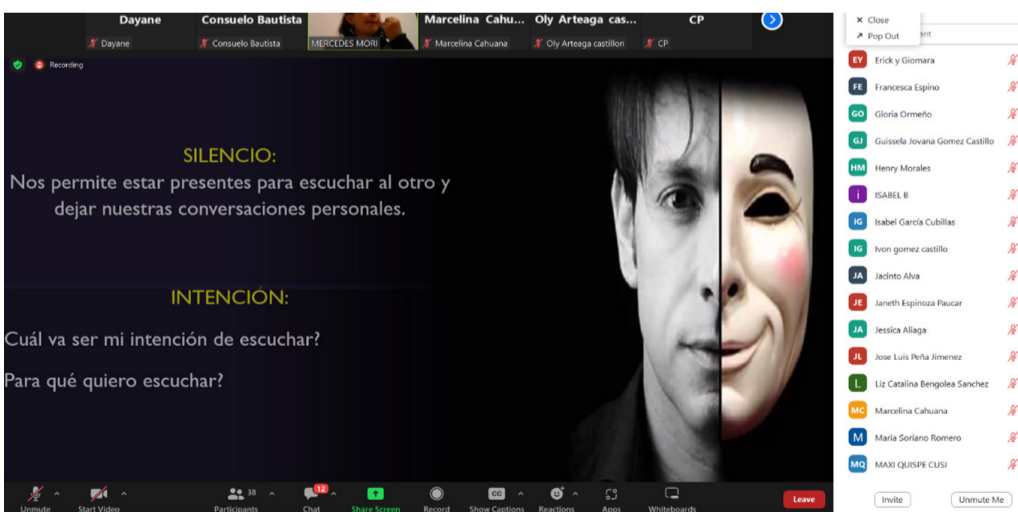 Dayane
Consuelo Bautista
Marcelina Cahu...
Oly Arteaga cas...
CP
Dayane
Consuelo Bautista
MERCEDES MORI
Marcelina Cahuana
Oly Arteaga castillon
CP
Recording
SILENCIO:
Nos permite estar presentes para escuchar al otro y
dejar nuestras conversaciones personales.
INTENCIÓN:
Cuál va ser mi intención de escuchar?
Para qué quiero escuchar?
Unmute
Start Video
38
Participants
12
Chat
Share Screen
Record
CC
Show Captions
Reactions
Apps
Whiteboards
Leave
Close
Pop Out
EY Erick y Giomara
FE Francesca Espino
GO Gloria Ormeño
GJ Guissela Jovana Gomez Castillo
HM Henry Morales
i ISABEL B
IG Isabel García Cubillas
IG Ivon gomez castillo
JA Jacinto Alva
JE Janeth Espinoza Paucar
JA Jessica Aliaga
JL Jose Luis Peña Jimenez
L Liz Catalina Bengolea Sanchez
MC Marcelina Cahuana
M Maria Soriano Romero
MQ MAXI QUISPE CUSI
Invite
Unmute Me